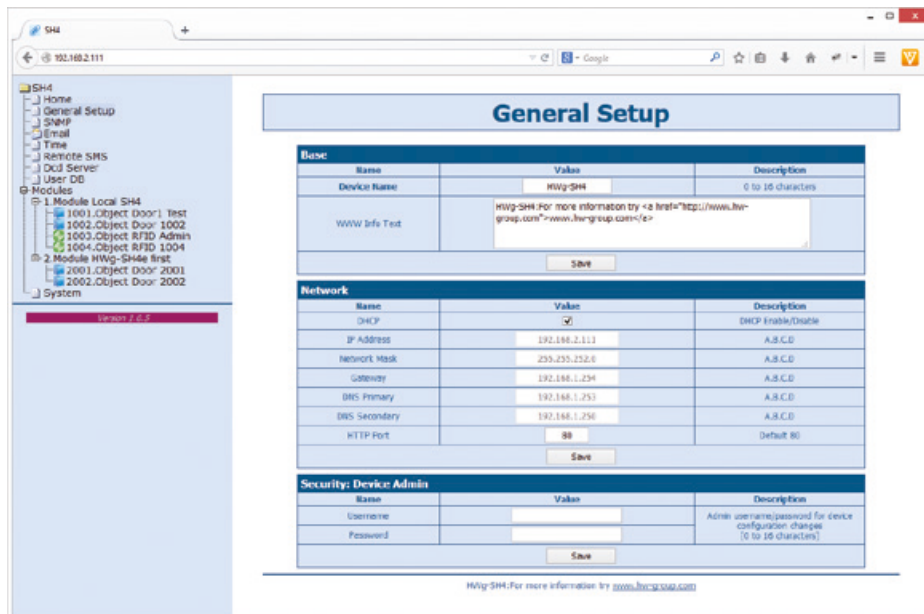 SH4
192.168.2.111
Google
SH4
Home
General Setup
SNMP
Email
Time
Remote SMS
Dcd Server
User DB
Modules
1.Module Local SH4
1001.Object Door1 Test
1002.Object Door 1002
1003.Object RFID Admin
1004.Object RFID 1004
2.Module HWg-SH4e first
2001.Object Door 2001
2002.Object Door 2002
System
Version 1.0.5
General Setup
Base
Name Value Description
Device Name HWg-SH4 0 to 16 characters
WWW Info Text HWg-SH4:For more information try <a href="http://www.hw-
group.com">www.hw-group.com</a>
Save
Network
Name Value Description
DHCP DHCP Enable/Disable
IP Address 192.168.2.111 A.B.C.D
Network Mask 255.255.252.0 A.B.C.D
Gateway 192.168.1.254 A.B.C.D
DNS Primary 192.168.1.253 A.B.C.D
DNS Secondary A.B.C.D
HTTP Port 80 Default 80
Save
Security: Device Admin
Name Value Description
Username
Password
Admin username/password for device
configuration changes
[0 to 16 characters]
Save
HWg-SH4:For more information try www.hw-group.com